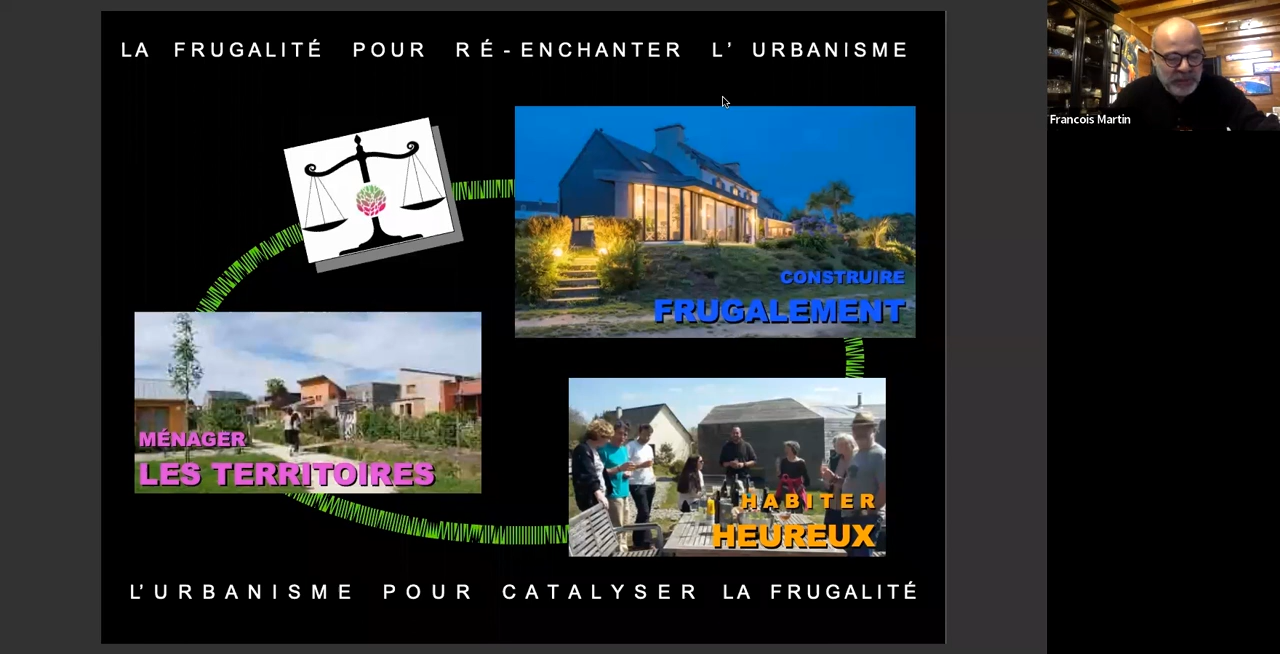 LA FRUGALITÉ POUR RÉ-ENCHANTER L' URBANISME
Francois Martin
CONSTRUIRE
FRUGALEMENT
MÉNAGER
LES TERRITOIRES
HABITER
HEUREUX
L'URBANISME POUR CATALYSER LA FRUGALITÉ